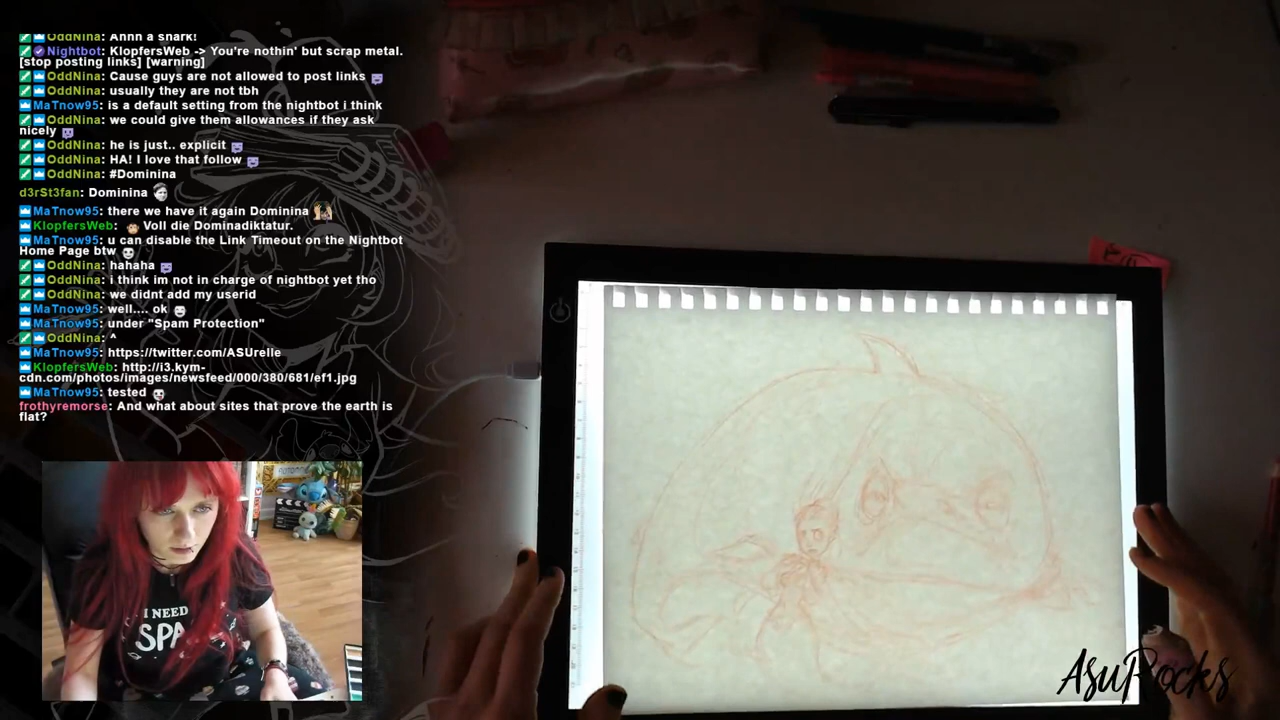 OddNina: Ahhh a shark!
Nightbot: KlopfersWeb -> You're nothin' but scrap metal.
[stop posting links] [warning]
OddNina: Cause guys are not allowed to post links
OddNina: usually they are not tbh
MaTnow95: is a default setting from the nightbot i think
OddNina: we could give them allowances if they ask
nicely
OddNina: he is just.. explicit
OddNina: HA! I love that follow
OddNina: #Dominina
d3rSt3fan: Dominina
MaTnow95: there we have it again Dominina
KlopfersWeb: Voll die Dominadiktatur.
MaTnow95: u can disable the Link Timeout on the Nightbot
Home Page btw
OddNina: hahaha
OddNina: i think im not in charge of nightbot yet tho
OddNina: we didnt add my userid
MaTnow95: well.... ok
MaTnow95: under "Spam Protection"
OddNina: ^
MaTnow95: https://twitter.com/ASUrelle
KlopfersWeb: http://i3.kym-
cdn.com/photos/images/newsfeed/000/380/681/ef1.jpg
MaTnow95: tested
frothyremorse: And what about sites that prove the earth is
flat?
I NEED
SPA
AsuRocks